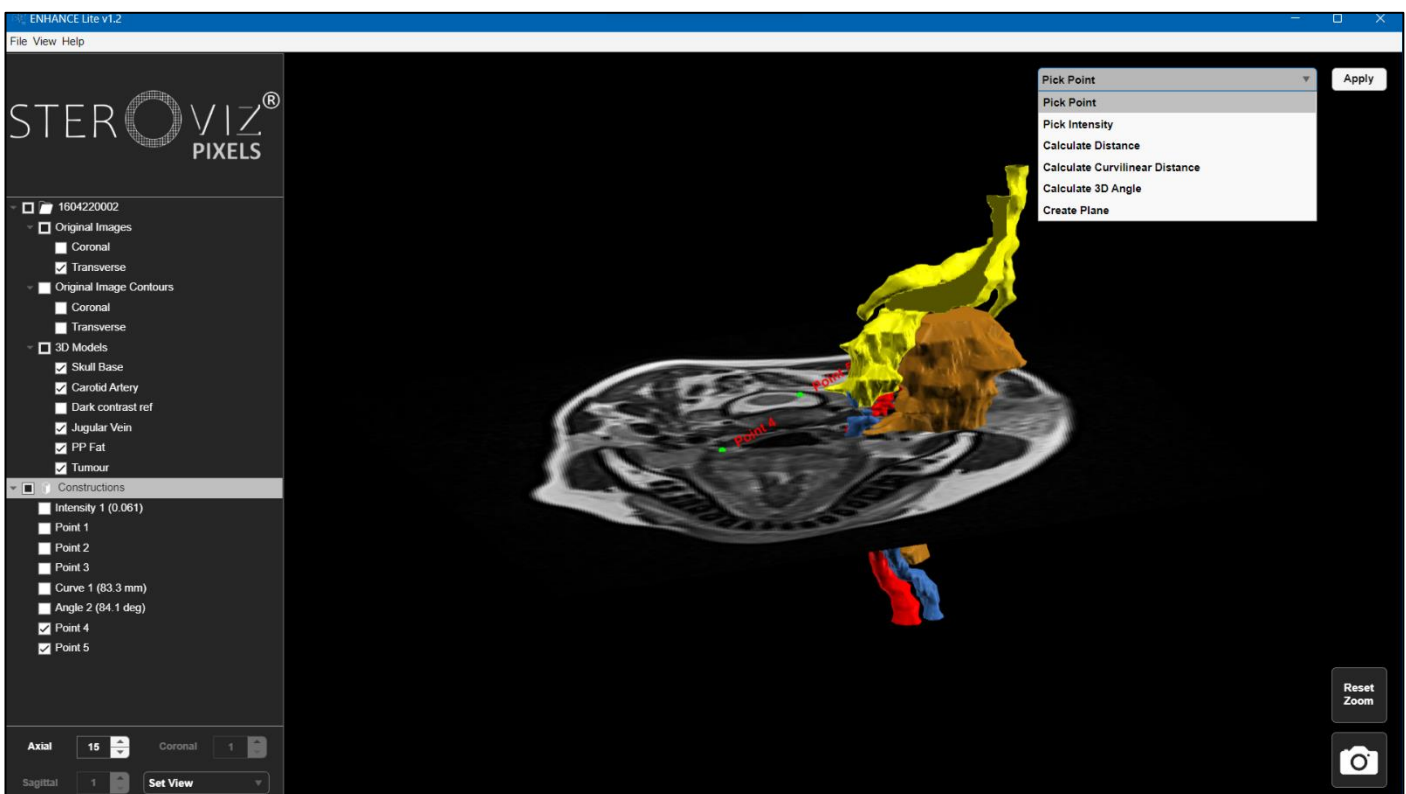 ENHANCE Lite v1.2
File View Help
STEROVIZ®
PIXELS
1604220002
Original Images
Coronal
Transverse
Original Image Contours
Coronal
Transverse
3D Models
Skull Base
Carotid Artery
Dark contrast ref
Jugular Vein
PP Fat
Tumour
Constructions
Intensity 1 (0.061)
Point 1
Point 2
Point 3
Curve 1 (83.3 mm)
Angle 2 (84.1 deg)
Point 4
Point 5
Axial 15 Coronal 1
Sagittal 1 Set View
Pick Point Apply
Pick Point
Pick Intensity
Calculate Distance
Calculate Curvilinear Distance
Calculate 3D Angle
Create Plane
Point
Point 4
Reset
Zoom